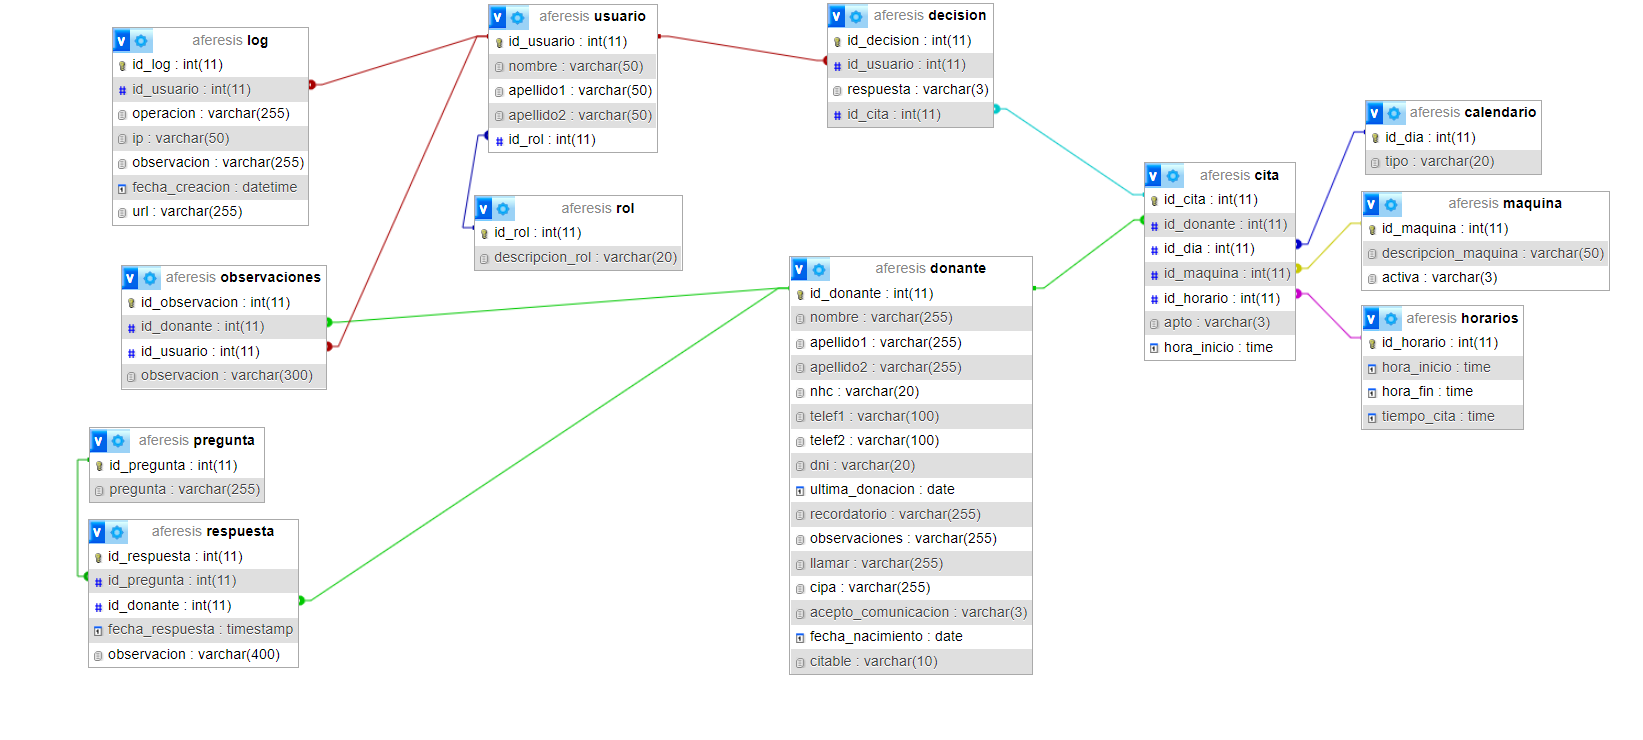 aferesis log
id_log : int(11)
id_usuario : int(11)
operacion : varchar(255)
ip : varchar(50)
observacion : varchar(255)
fecha_creacion : datetime
url : varchar(255)
aferesis usuario
id_usuario : int(11)
nombre : varchar(50)
apellido1 : varchar(50)
apellido2 : varchar(50)
id_rol : int(11)
aferesis decision
id_decision : int(11)
id_usuario : int(11)
respuesta : varchar(3)
id_cita : int(11)
aferesis rol
id_rol : int(11)
descripcion_rol : varchar(20)
aferesis calendario
id_dia : int(11)
tipo : varchar(20)
aferesis cita
id_cita : int(11)
id_donante : int(11)
id_dia : int(11)
id_maquina : int(11)
id_horario : int(11)
apto : varchar(3)
hora_inicio : time
aferesis maquina
id_maquina : int(11)
descripcion_maquina : varchar(50)
activa : varchar(3)
aferesis horarios
id_horario : int(11)
hora_inicio : time
hora_fin : time
tiempo_cita : time
aferesis observaciones
id_observacion : int(11)
id_donante : int(11)
id_usuario : int(11)
observacion : varchar(300)
aferesis donante
id_donante : int(11)
nombre : varchar(255)
apellido1 : varchar(255)
apellido2 : varchar(255)
nhc : varchar(20)
telef1 : varchar(100)
telef2 : varchar(100)
dni : varchar(20)
ultima_donacion : date
recordatorio : varchar(255)
observaciones : varchar(255)
llamar : varchar(255)
cipa : varchar(255)
acepto_comunicacion : varchar(3)
fecha_nacimiento : date
citable : varchar(10)
aferesis pregunta
id_pregunta : int(11)
pregunta : varchar(255)
aferesis respuesta
id_respuesta : int(11)
id_pregunta : int(11)
id_donante : int(11)
fecha_respuesta : timestamp
observacion : varchar(400)